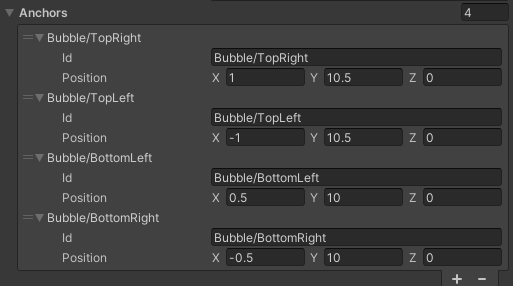 Anchors 4
Bubble/TopRight
Id Bubble/TopRight
Position X 1 Y 10.5 Z 0
Bubble/TopLeft
Id Bubble/TopLeft
Position X -1 Y 10.5 Z 0
Bubble/BottomLeft
Id Bubble/BottomLeft
Position X 0.5 Y 10 Z 0
Bubble/BottomRight
Id Bubble/BottomRight
Position X -0.5 Y 10 Z 0
+ -